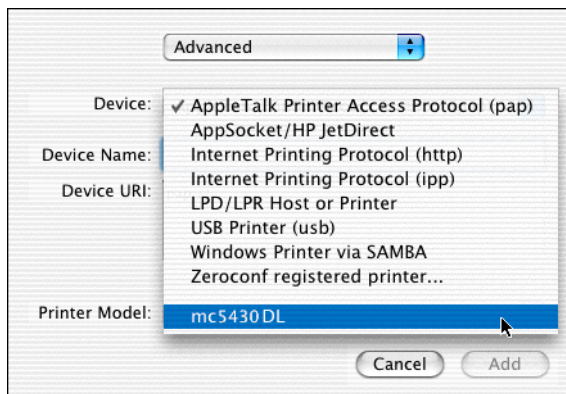 Advanced
Device:
✓ AppleTalk Printer Access Protocol (pap)
AppSocket/HP JetDirect
Device Name:
Internet Printing Protocol (http)
Internet Printing Protocol (ipp)
Device URI:
LPD/LPR Host or Printer
USB Printer (usb)
Windows Printer via SAMBA
Zeroconf registered printer...
Printer Model:
mc5430 DL
Cancel
Add